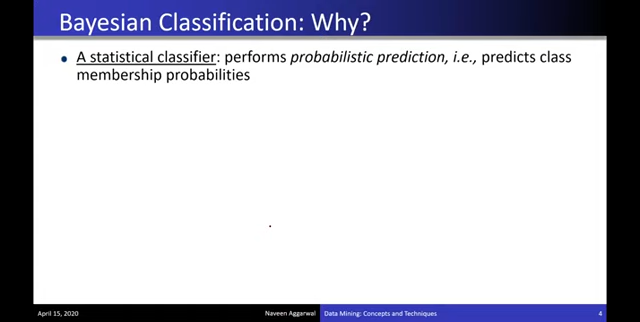 Bayesian Classification: Why?
A statistical classifier: performs probabilistic prediction, i.e., predicts class
membership probabilities
April 15, 2020 Naveen Aggarwal Data Mining: Concepts and Techniques 4